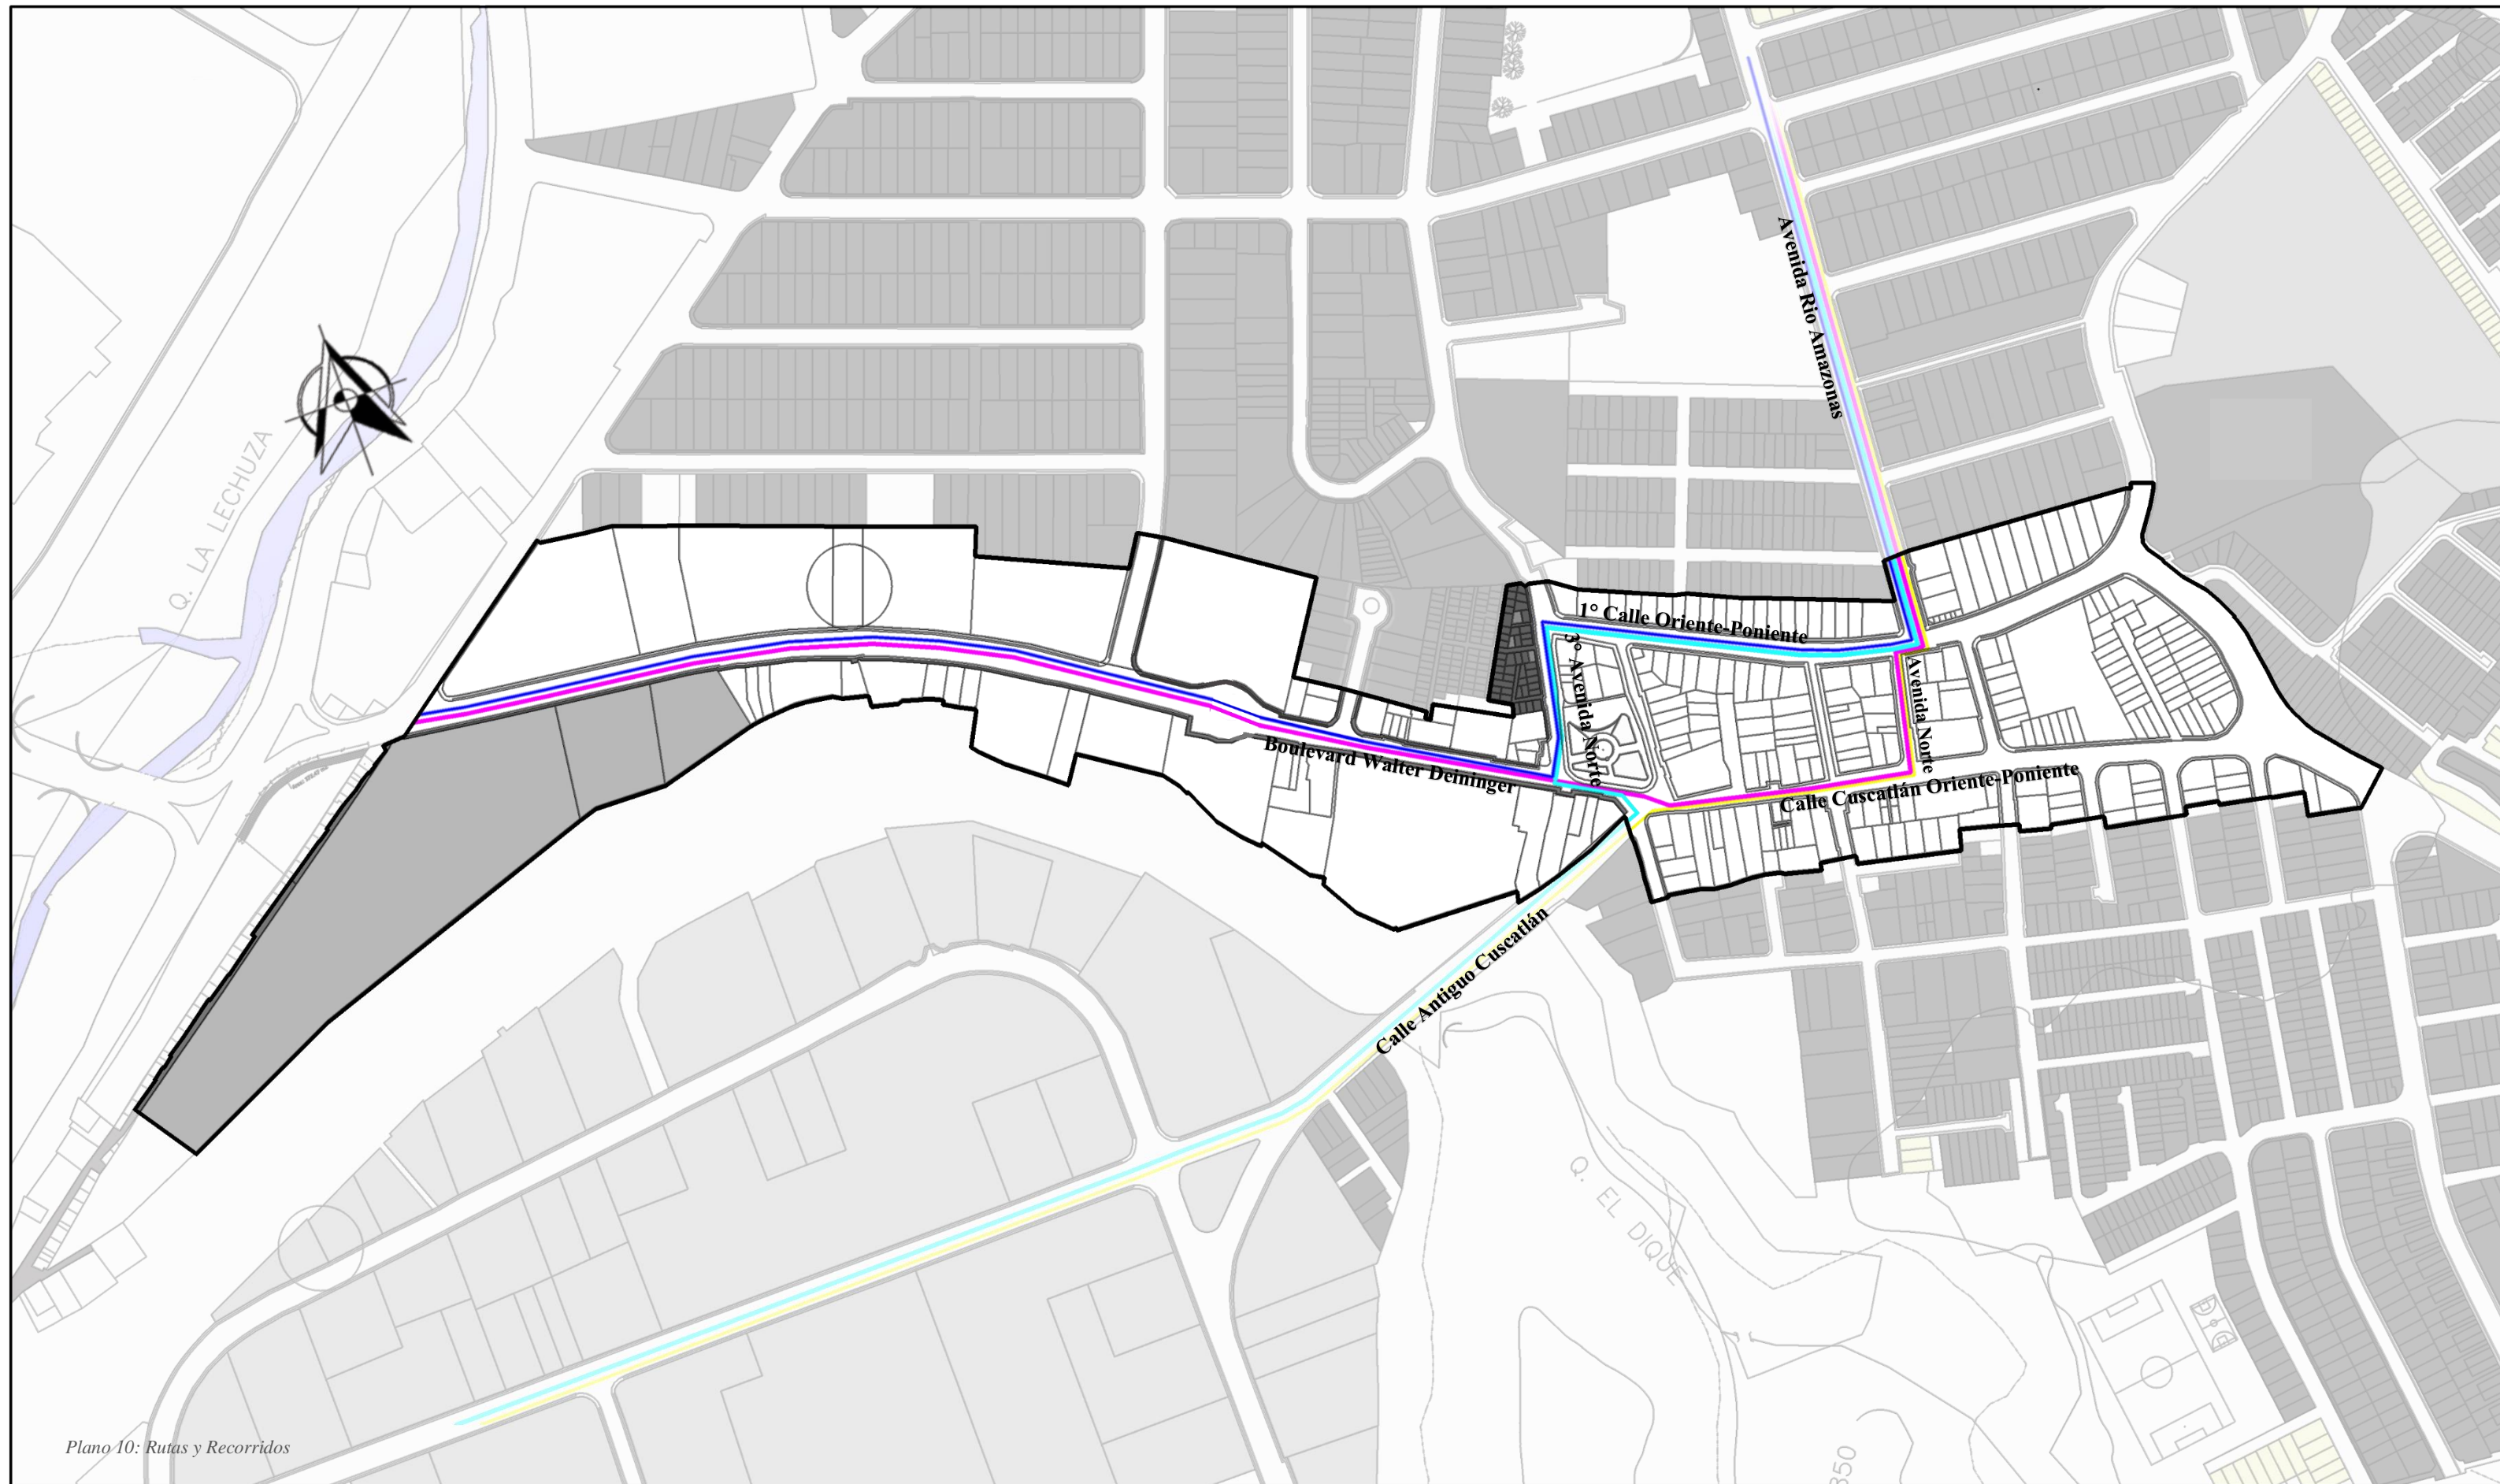 Avenida Rio Amazonas
Q. LA LECHUZA
1° Calle Oriente-Poniente
3° Avenida Norte
Avenida Norte
Boulevard Walter Deininger
Calle Cuscatlán Oriente-Poniente
Calle Antiguo Cuscatlán
Q. EL DIQUE
850
Plano 10: Rutas y Recorridos